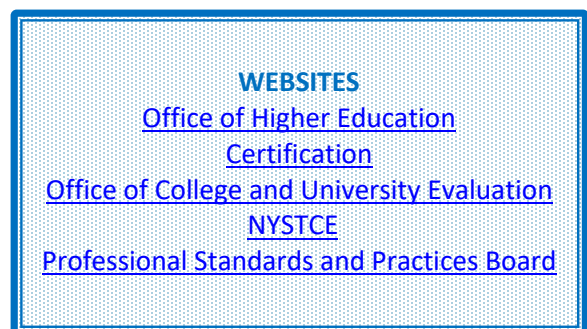 WEBSITES
Office of Higher Education
Certification
Office of College and University Evaluation
NYSTCE
Professional Standards and Practices Board